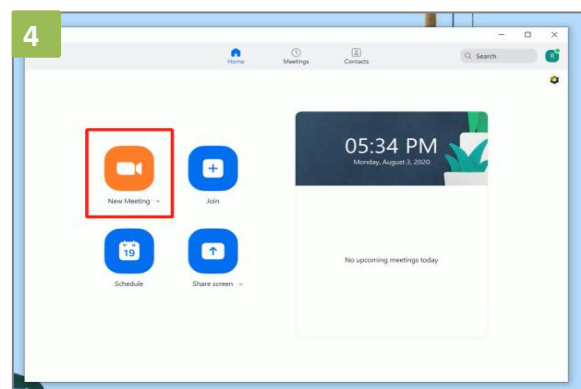 4
Home
Meetings
Contacts
Search
New Meeting
Join
05:34 PM
Monday, August 3, 2020
19
Schedule
Share screen
No upcoming meetings today